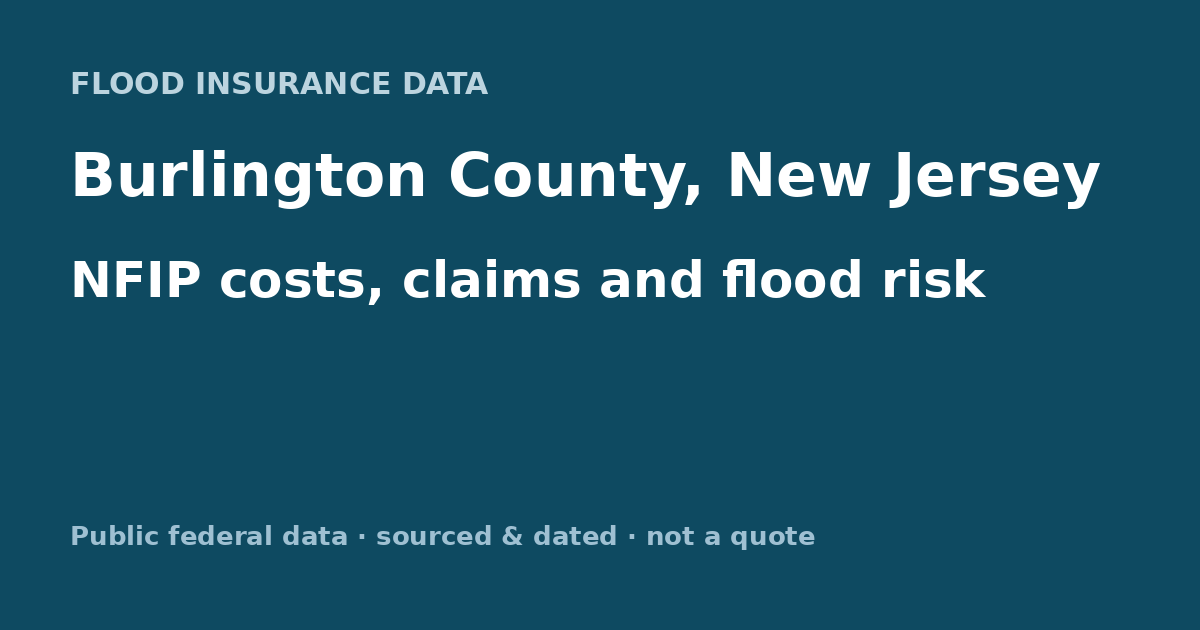 FLOOD INSURANCE DATA
Burlington County, New Jersey
NFIP costs, claims and flood risk
Public federal data · sourced & dated · not a quote